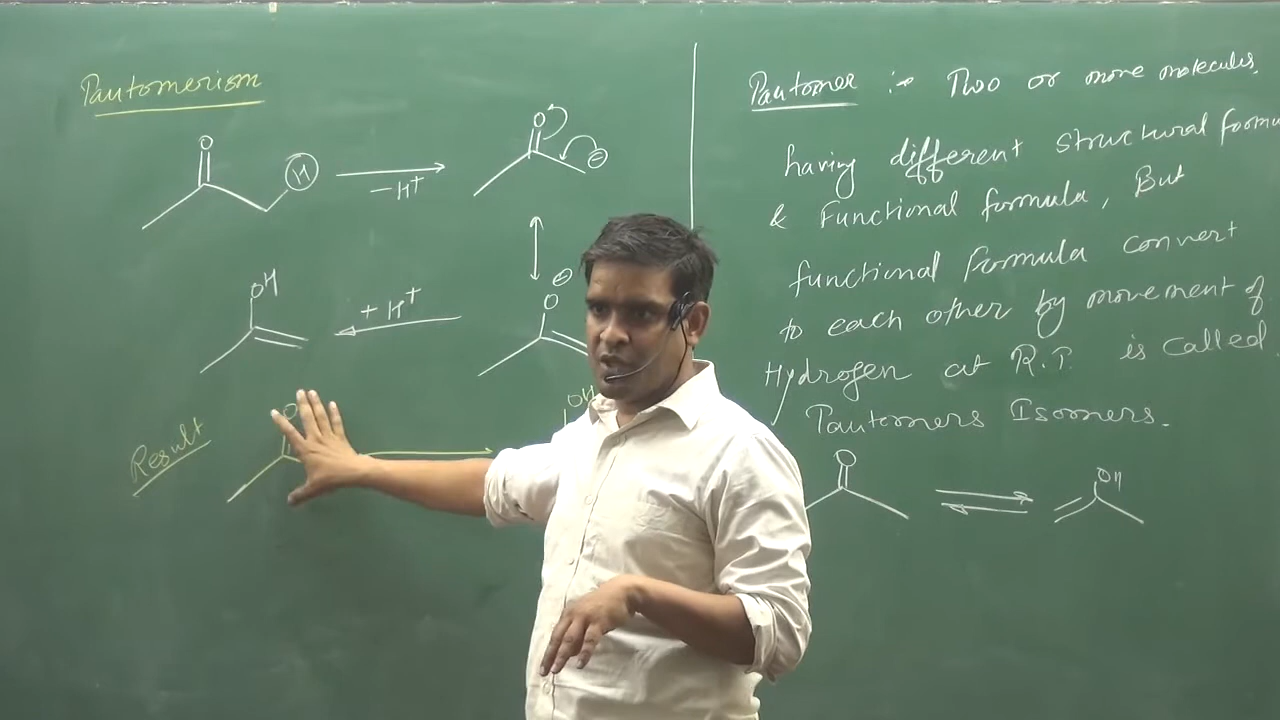 Tautomerism
O
H
−H⁺
O
⊖
OH
+ H⁺
⊖
O
Result
O
OH
Tautomer :- Two or more molecules.
having different structural formu
& Functional formula, But
functional formula convert
to each other by movement of
Hydrogen at R.T. is called
Tautomers Isomers.
O
OH